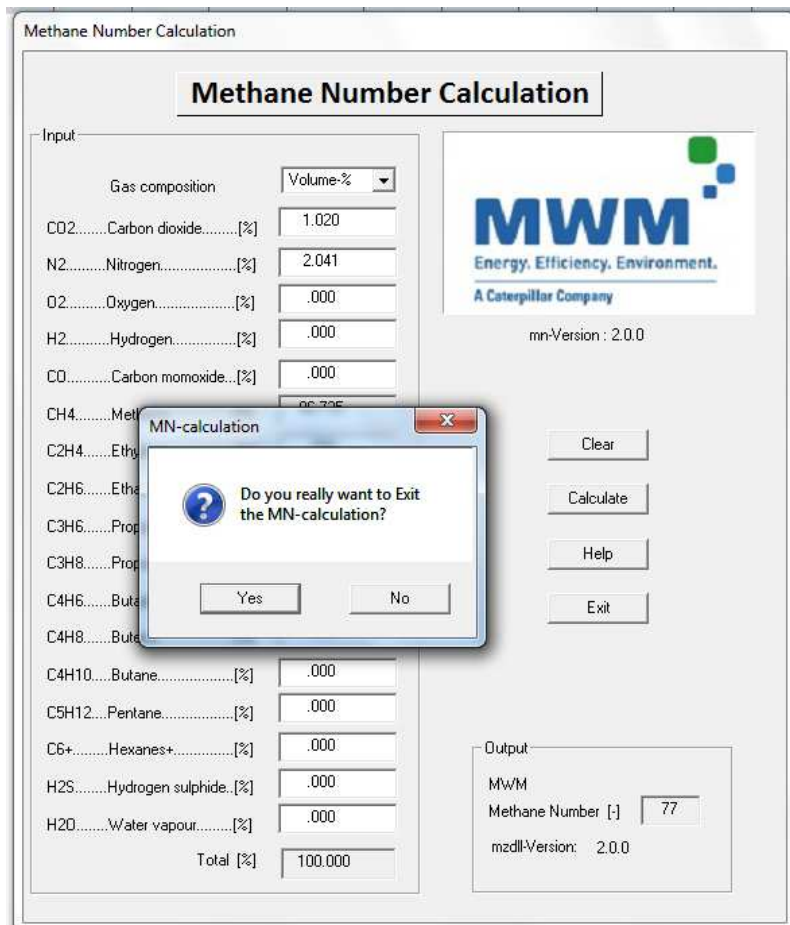 Methane Number Calculation
Methane Number Calculation
Input
Gas composition Volume-%
CO2.......Carbon dioxide.........[%] 1.020
N2.........Nitrogen...................[%] 2.041
O2.........Oxygen.....................[%] .000
H2.........Hydrogen................[%] .000
CO..........Carbon momoxide...[%] .000
CH4.......Met
C2H4......Ethy
C2H6......Etha
C3H6.......Prop
C3H8......Prop
C4H6......Buta
C4H8......Bute
C4H10....Butane...................[%] .000
C5H12....Pentane..................[%] .000
C6+........Hexanes+...............[%] .000
H2S........Hydrogen sulphide..[%] .000
H2O........Water vapour.........[%] .000
Total [%] 100.000
MWM
Energy. Efficiency. Environment.
A Caterpillar Company
mn-Version : 2.0.0
MN-calculation
Do you really want to Exit
the MN-calculation?
Yes No
Clear
Calculate
Help
Exit
Output
MWM
Methane Number [-] 77
mzdll-Version: 2.0.0